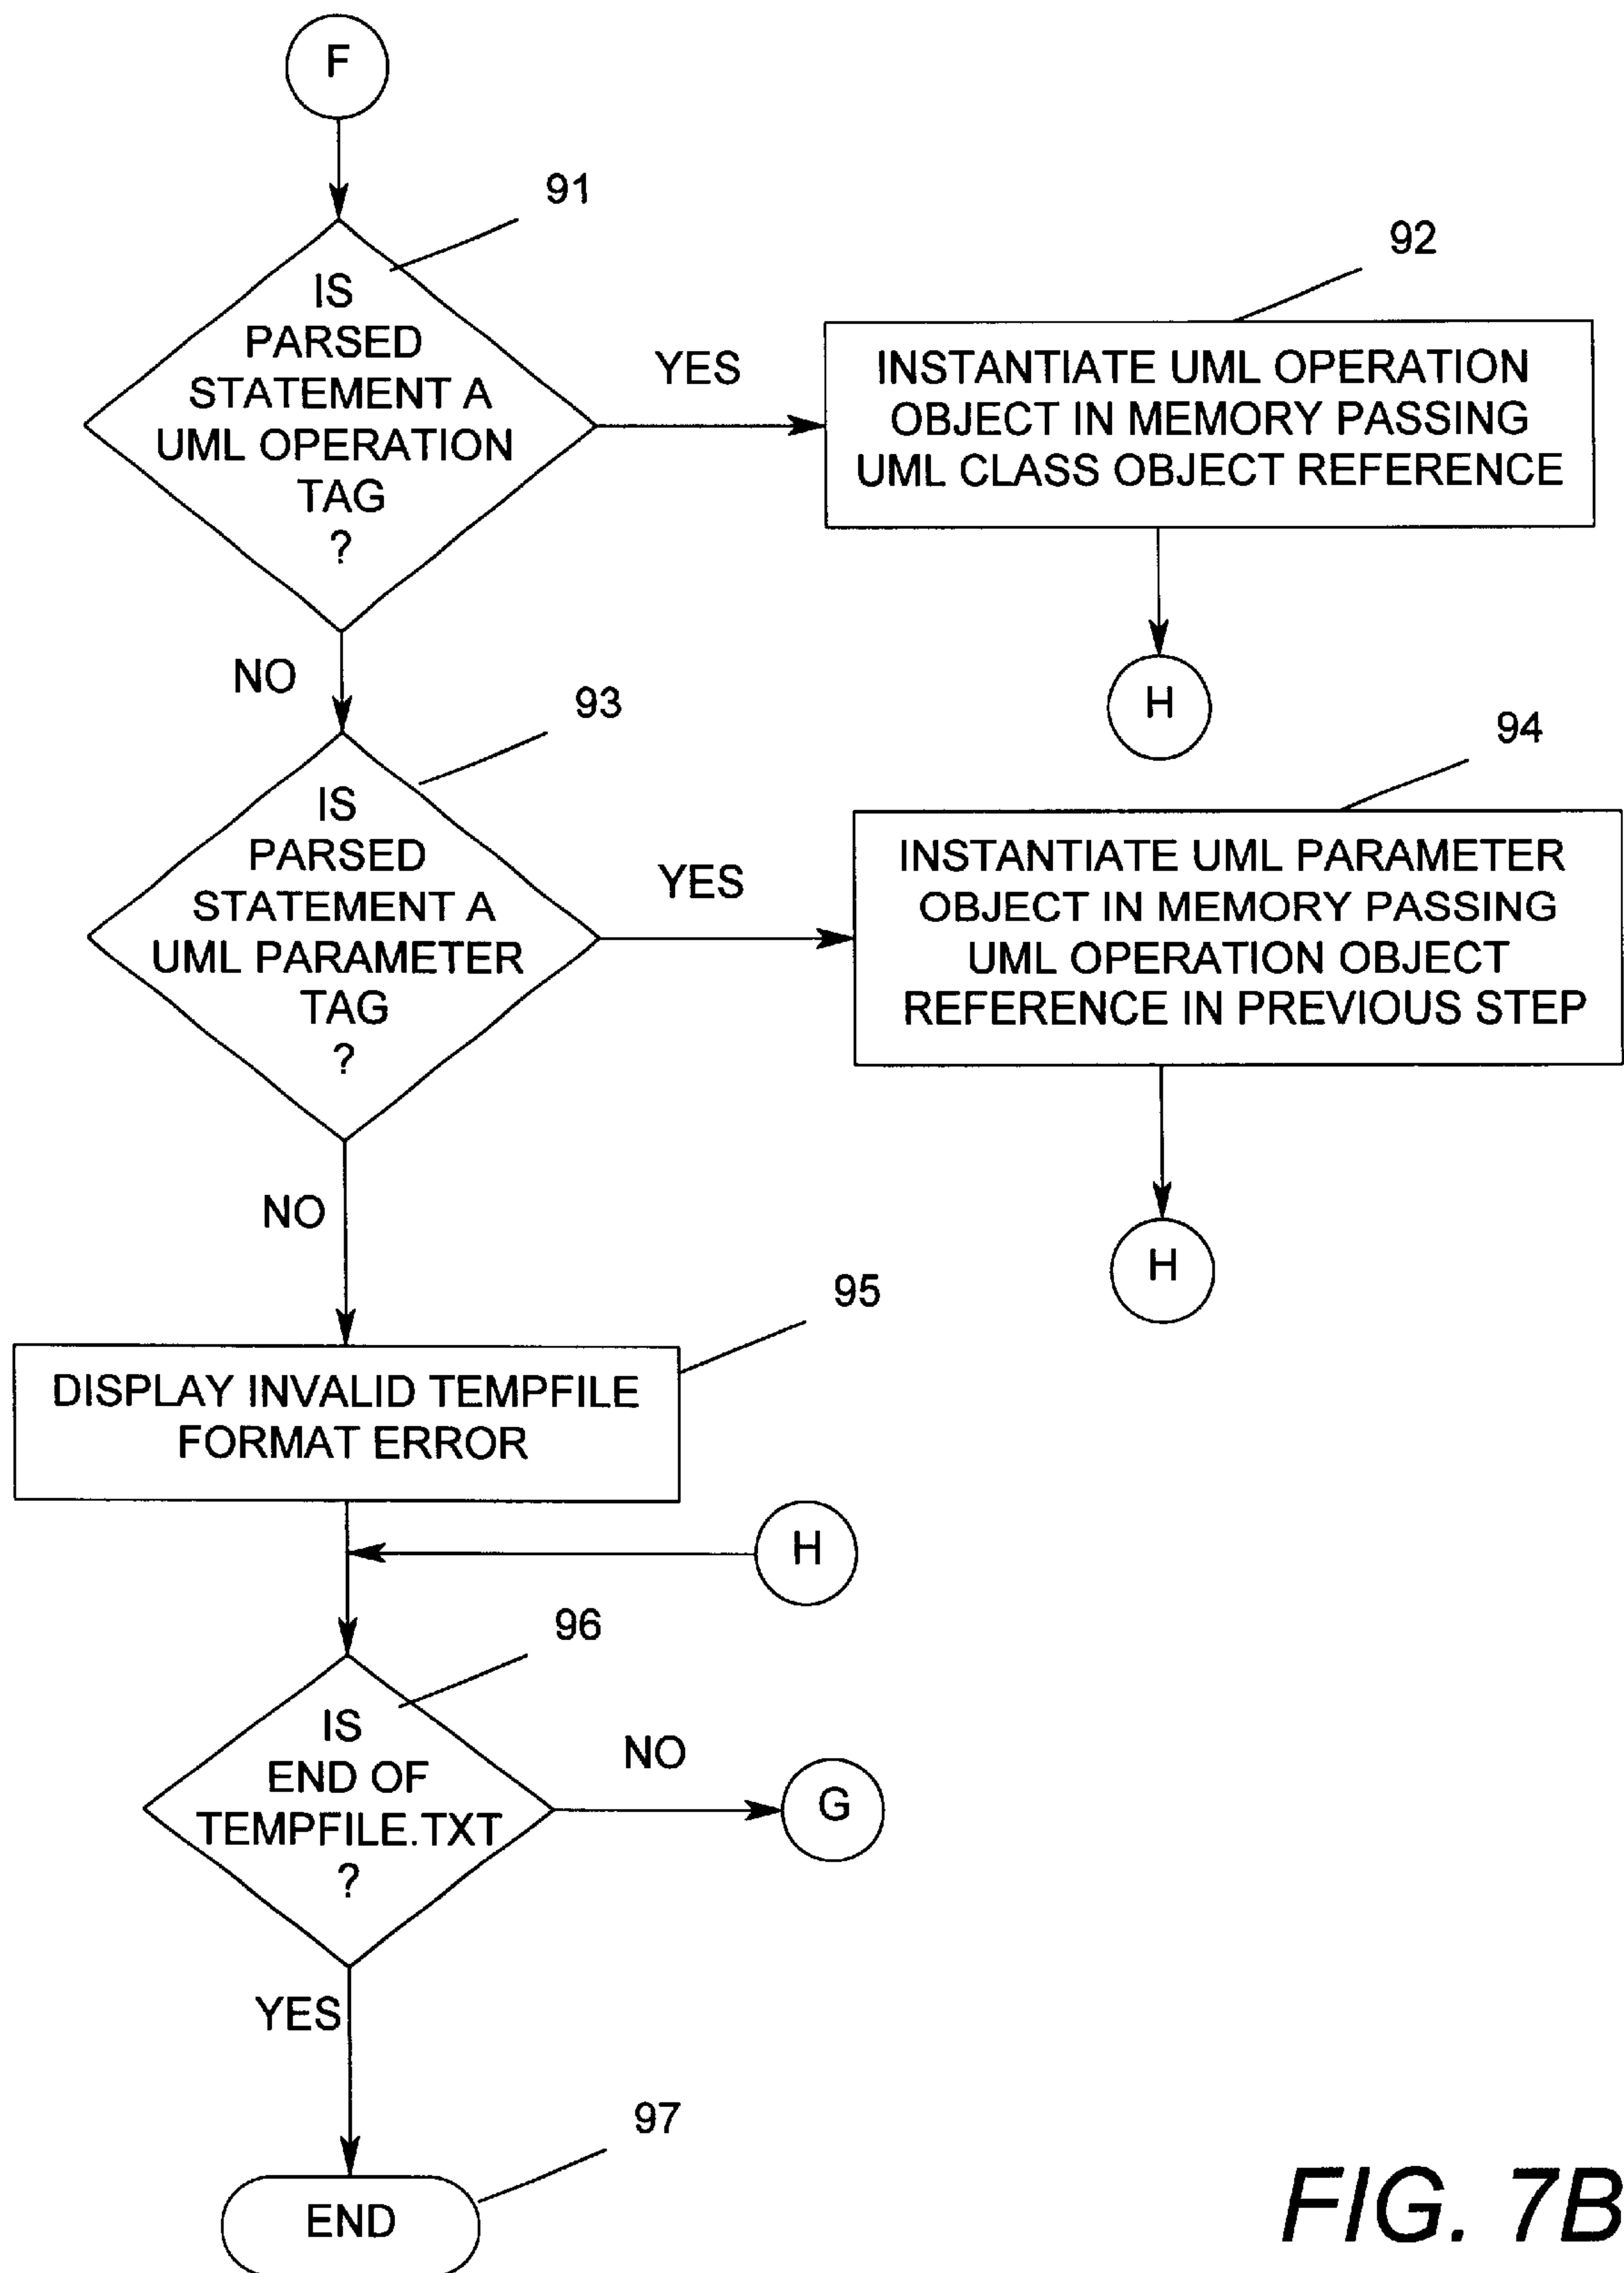 F
91
IS
PARSED
STATEMENT A
UML OPERATION
TAG
?
YES
92
INSTANTIATE UML OPERATION
OBJECT IN MEMORY PASSING
UML CLASS OBJECT REFERENCE
H
NO
93
IS
PARSED
STATEMENT A
UML PARAMETER
TAG
?
YES
94
INSTANTIATE UML PARAMETER
OBJECT IN MEMORY PASSING
UML OPERATION OBJECT
REFERENCE IN PREVIOUS STEP
H
NO
95
DISPLAY INVALID TEMPFILE
FORMAT ERROR
H
96
IS
END OF
TEMPFILE.TXT
?
NO
G
YES
97
END
FIG. 7B